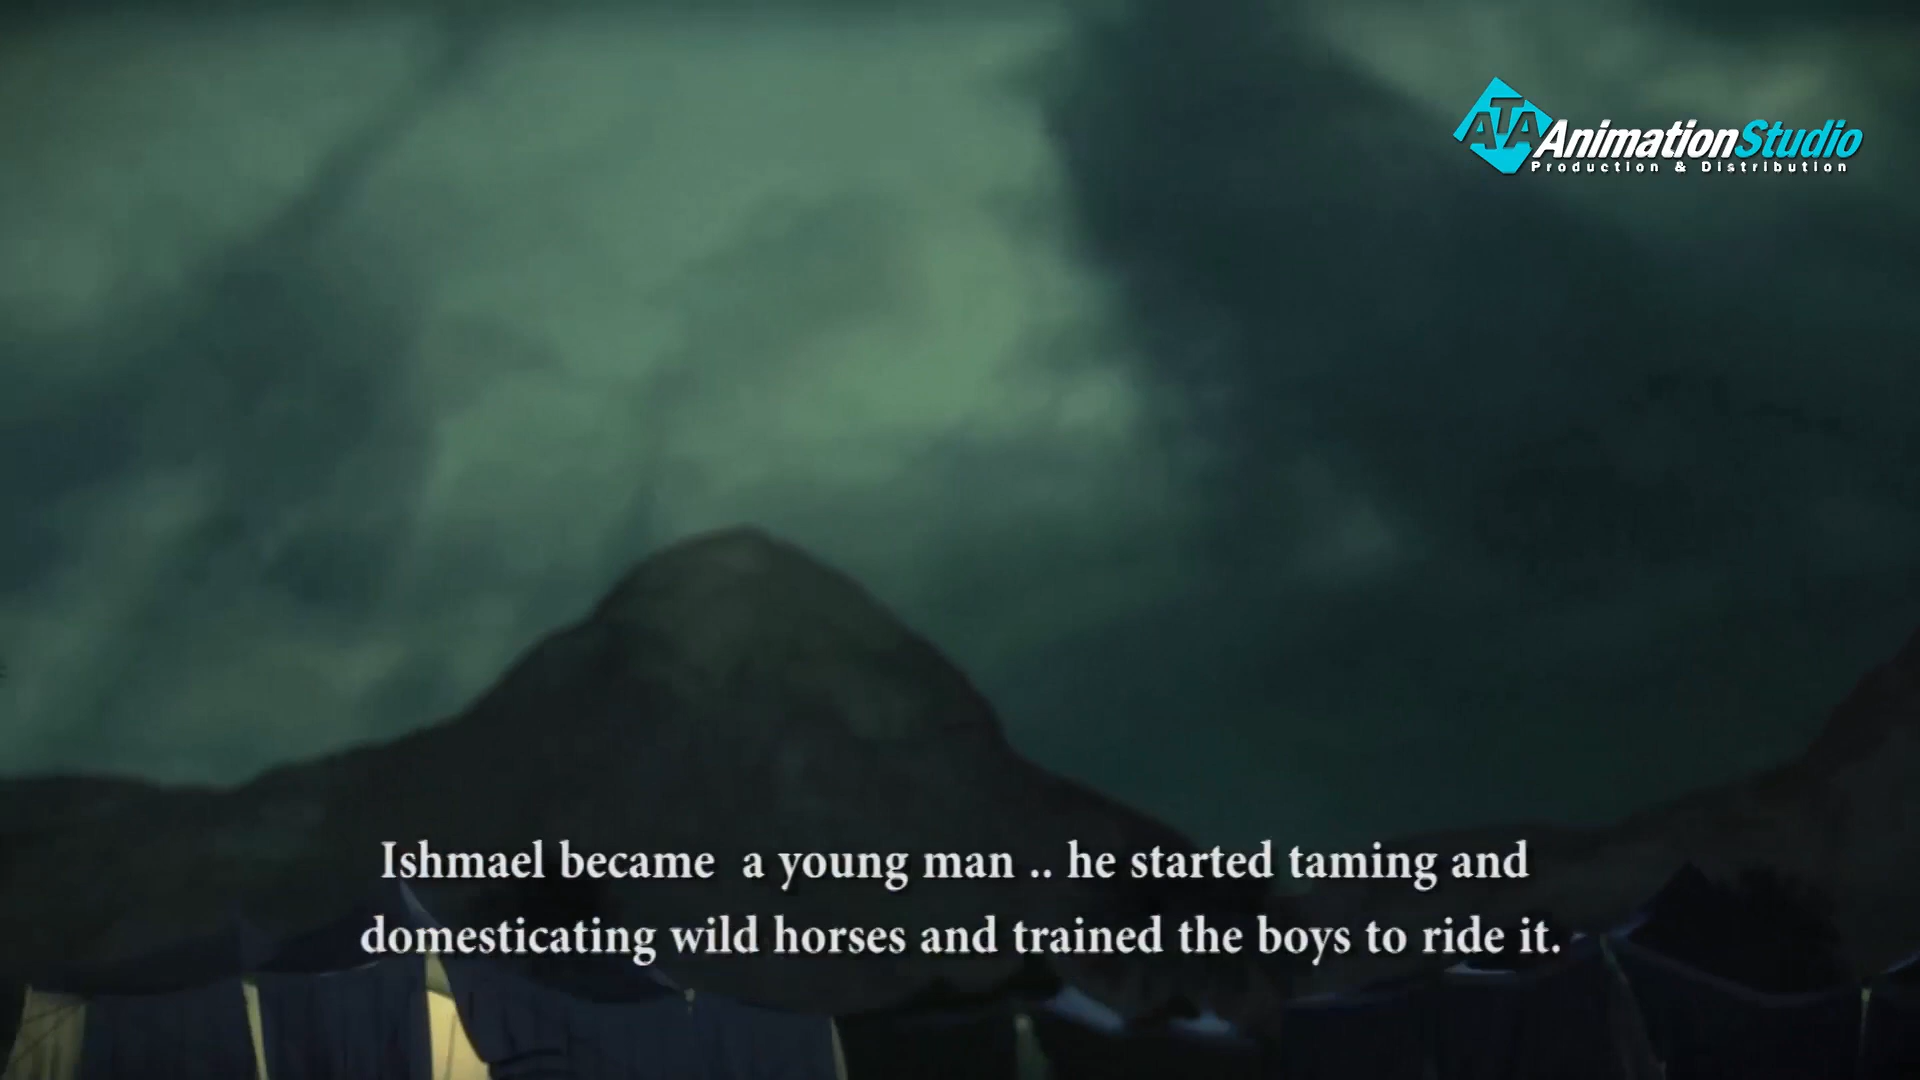 ATA AnimationStudio
Production & Distribution
Ishmael became a young man .. he started taming and
domesticating wild horses and trained the boys to ride it.